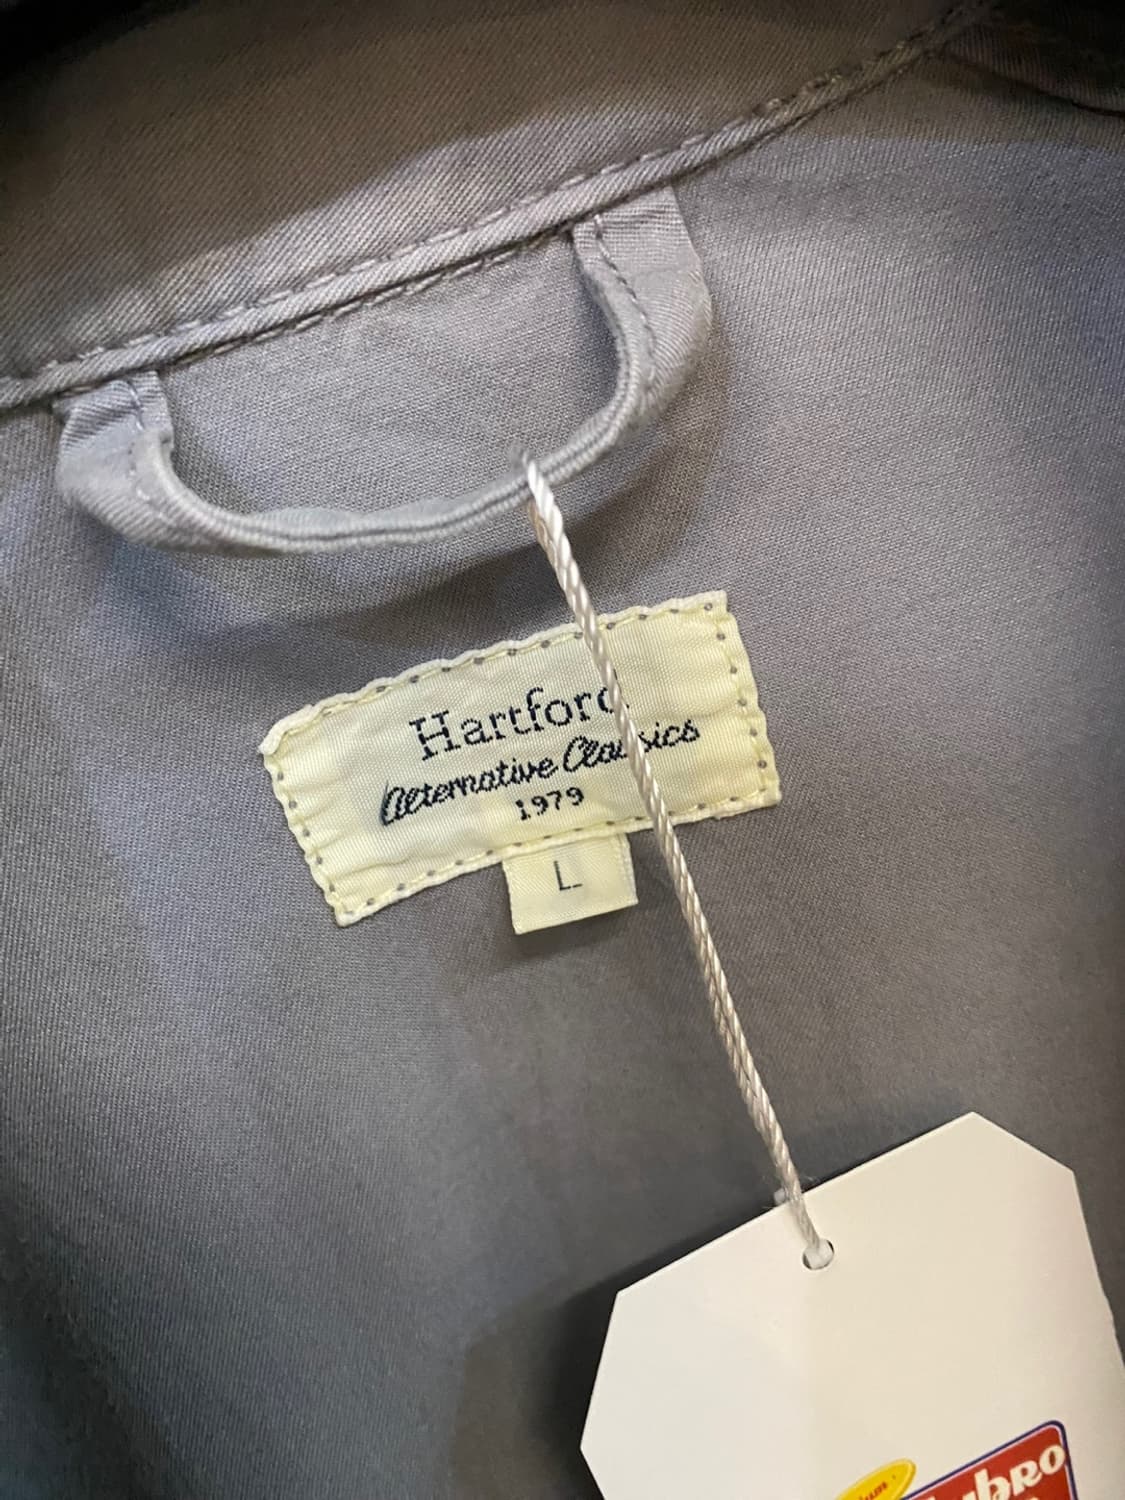 Hartford
Alternative Classics
1979
L